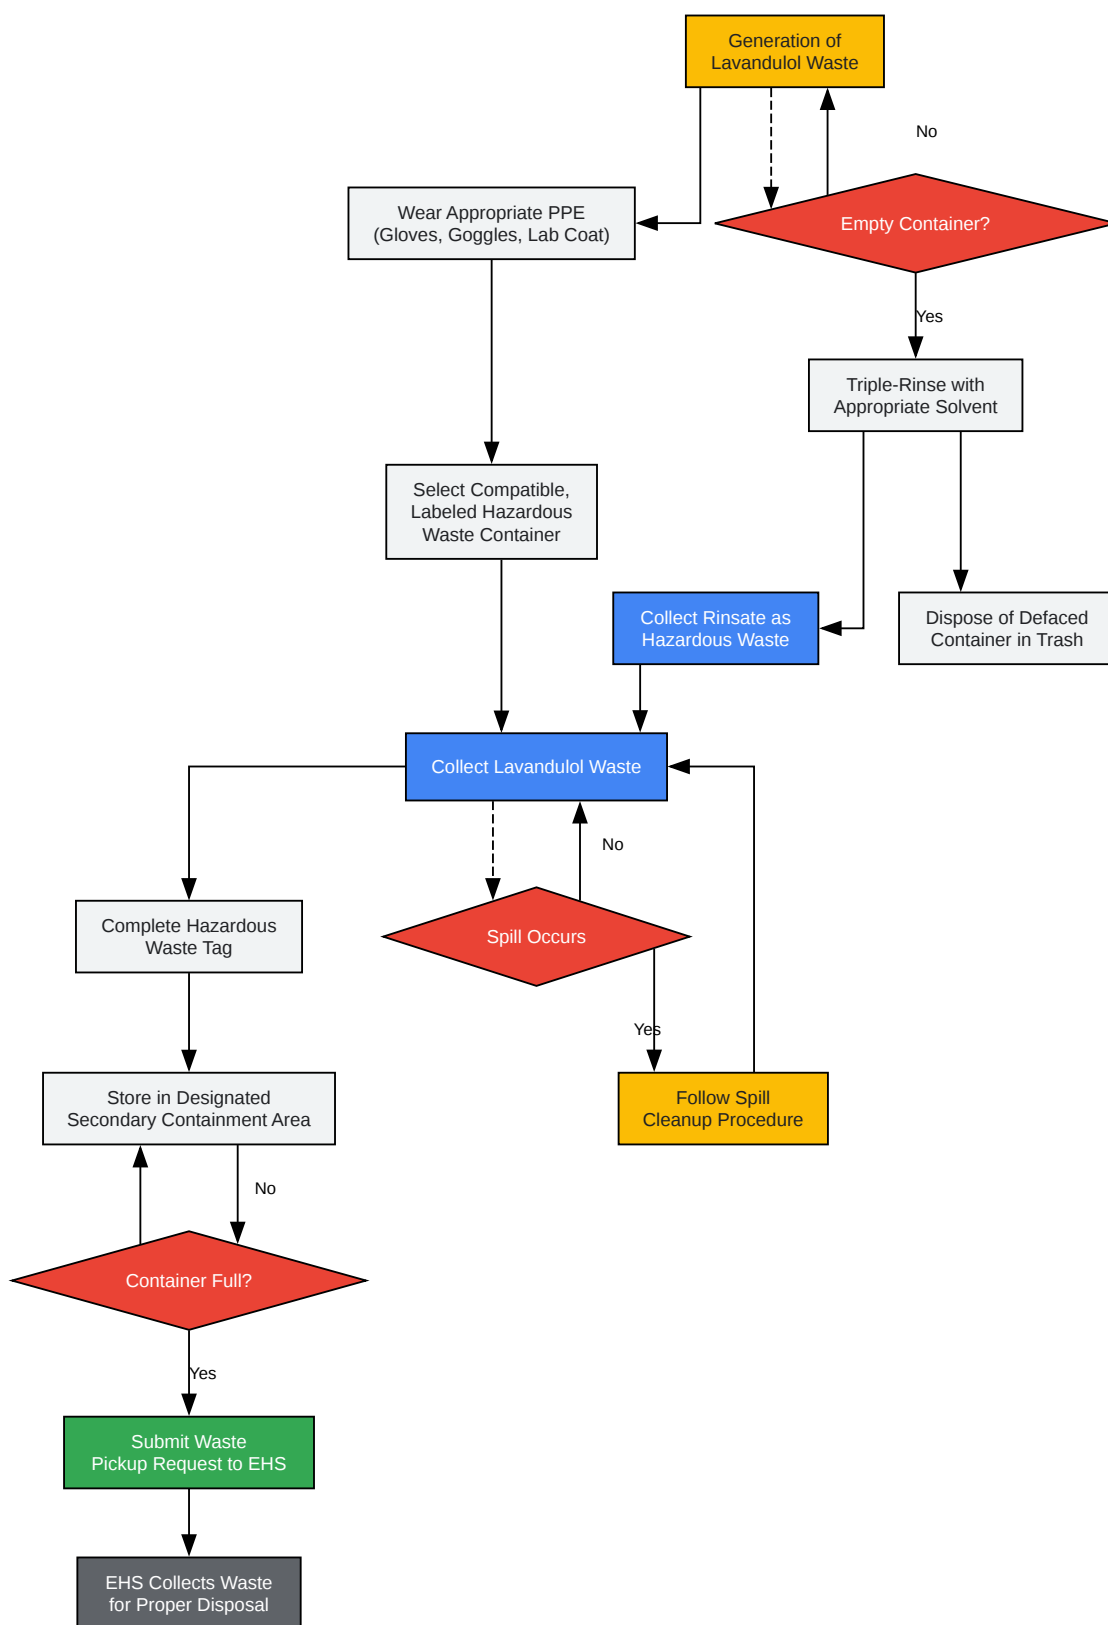 Generation of
Lavandulol Waste
No
Wear Appropriate PPE
(Gloves, Goggles, Lab Coat)
Empty Container?
Yes
Triple-Rinse with
Appropriate Solvent
Select Compatible,
Labeled Hazardous
Waste Container
Collect Rinsate as
Hazardous Waste
Dispose of Defaced
Container in Trash
Collect Lavandulol Waste
No
Complete Hazardous
Waste Tag
Spill Occurs
Yes
Store in Designated
Secondary Containment Area
Follow Spill
Cleanup Procedure
No
Container Full?
Yes
Submit Waste
Pickup Request to EHS
EHS Collects Waste
for Proper Disposal